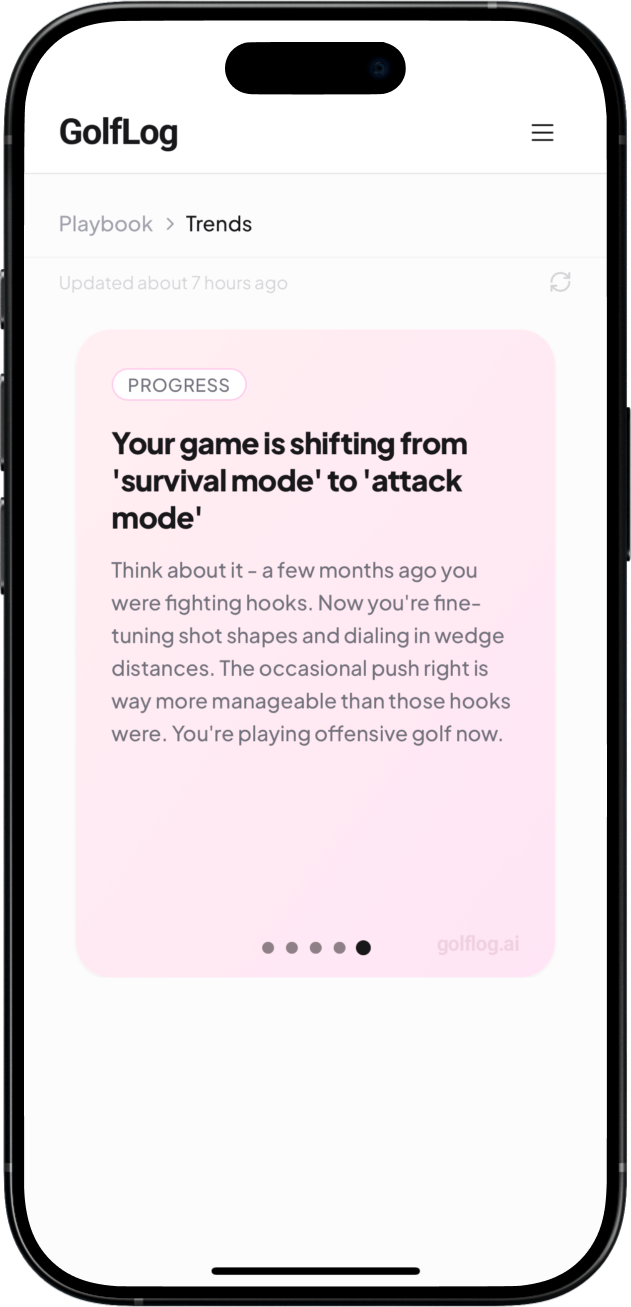 GolfLog
Playbook > Trends
Updated about 7 hours ago
PROGRESS
Your game is shifting from
'survival mode' to 'attack
mode'
Think about it - a few months ago you
were fighting hooks. Now you're fine-
tuning shot shapes and dialing in wedge
distances. The occasional push right is
way more manageable than those hooks
were. You're playing offensive golf now.
golflog.ai